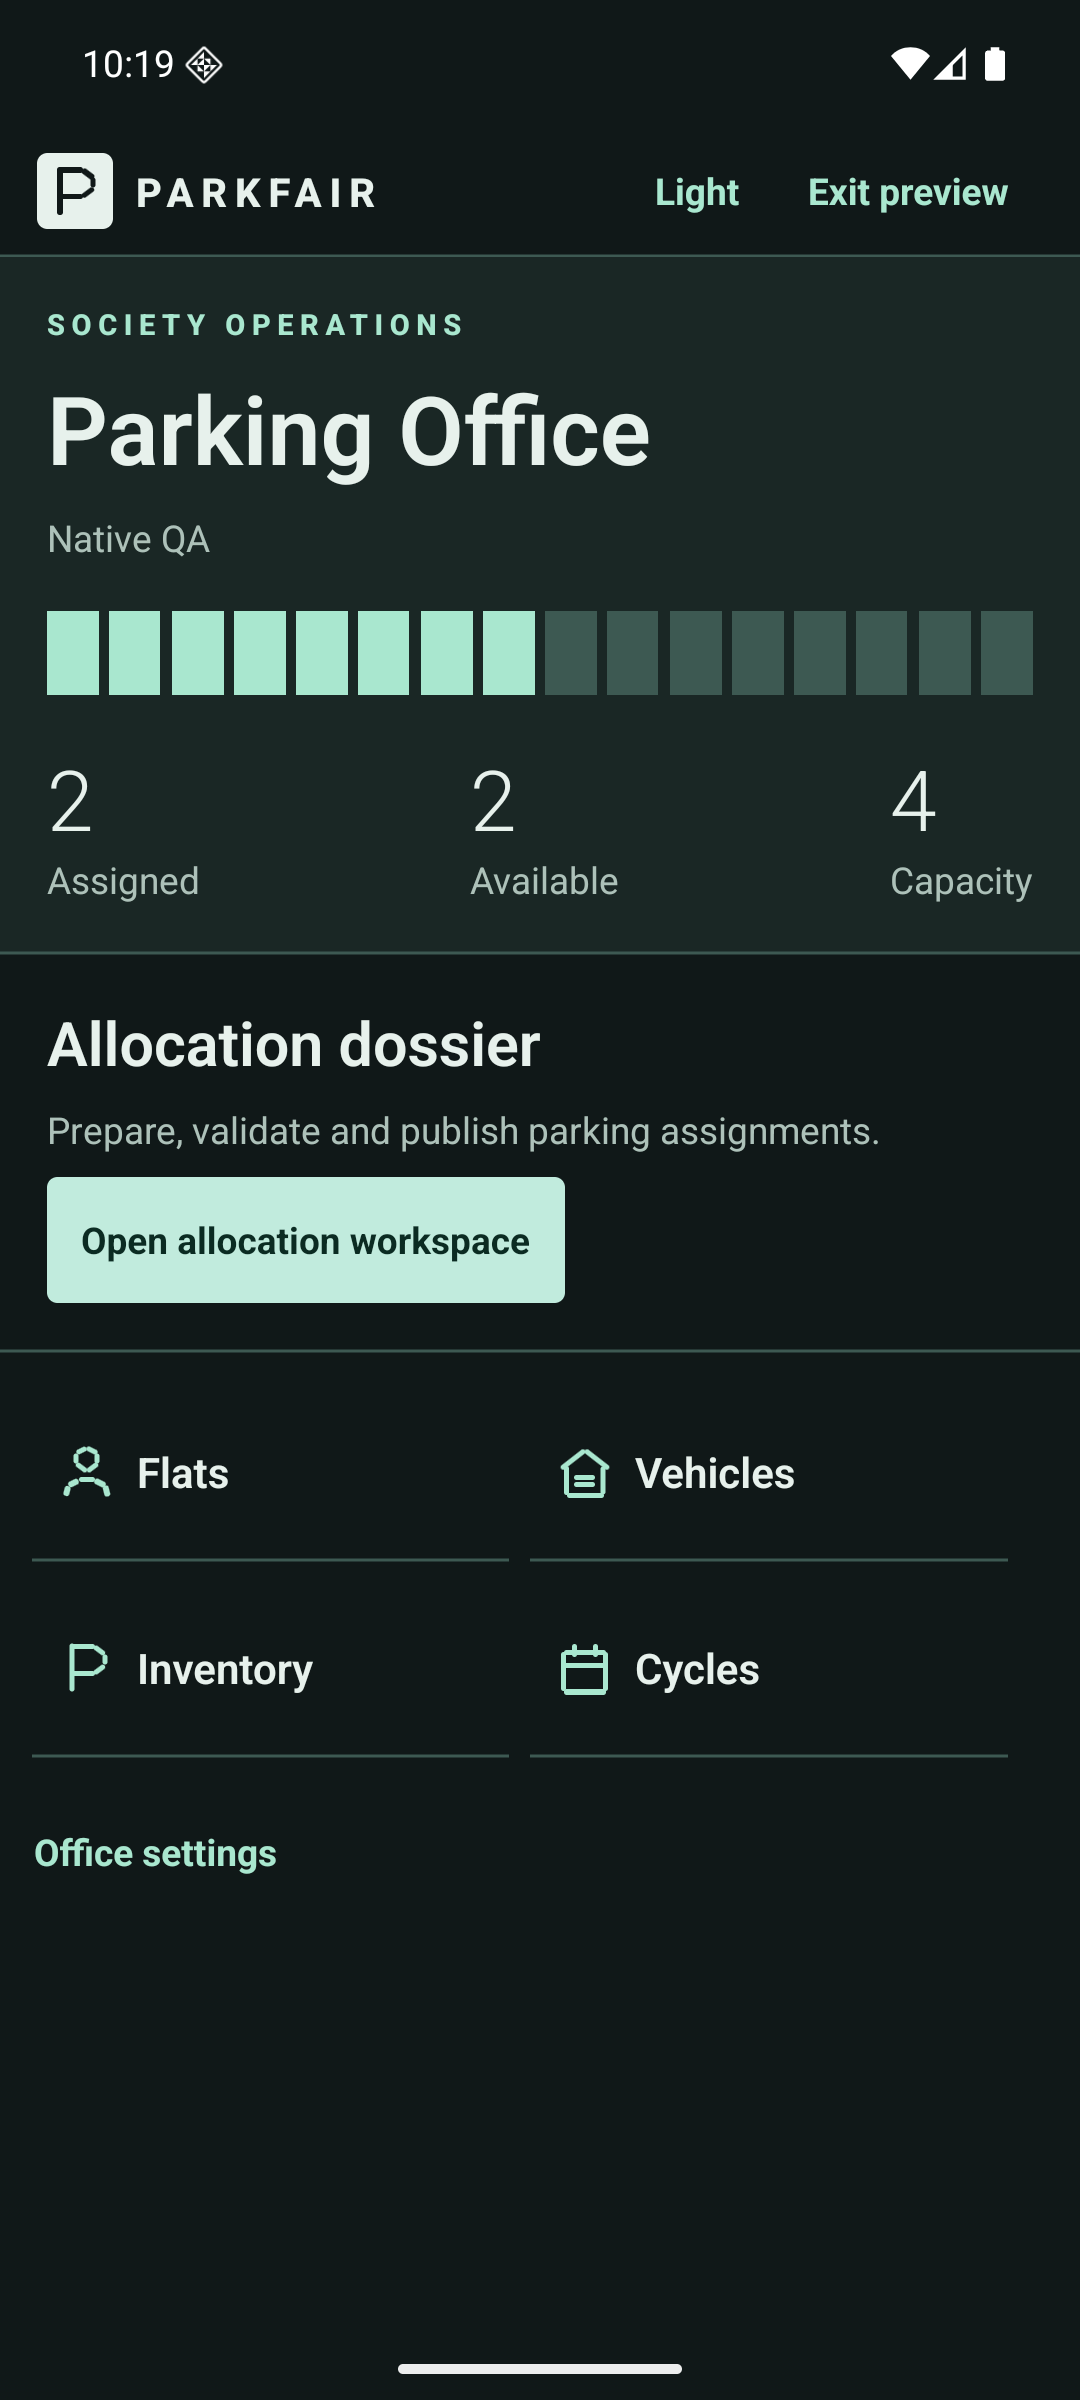 10:19
PARKFAIR
Light
Exit preview
SOCIETY OPERATIONS
Parking Office
Native QA
2
2
4
Assigned
Available
Capacity
Allocation dossier
Prepare, validate and publish parking assignments.
Open allocation workspace
Flats
Vehicles
Inventory
Cycles
Office settings